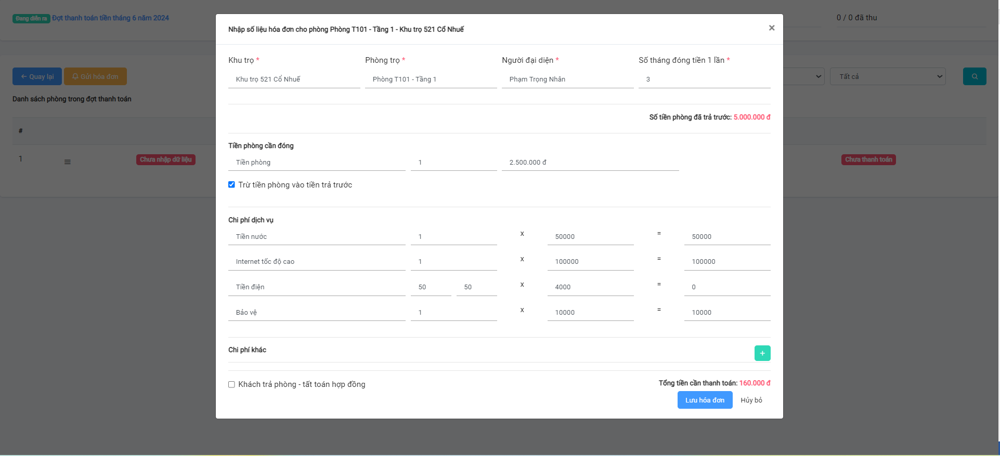 Đang diễn ra Đợt thanh toán tiền tháng 6 năm 2024
0 / 0 đã thu
Nhập số liệu hóa đơn cho phòng Phòng T101 - Tầng 1 - Khu trọ 521 Cổ Nhuế ×
Khu trọ * Phòng trọ * Người đại diện * Số tháng đóng tiền 1 lần *
Khu trọ 521 Cổ Nhuế Phòng T101 - Tầng 1 Phạm Trọng Nhân 3
Quay lại Gửi hóa đơn Tất cả
Danh sách phòng trong đợt thanh toán
Số tiền phòng đã trả trước: 5.000.000 đ
#
Tiền phòng cần đóng
1 Chưa nhập dữ liệu Chưa thanh toán
Tiền phòng 1 2.500.000 đ
Trừ tiền phòng vào tiền trả trước
Chi phí dịch vụ
Tiền nước 1 x 50000 = 50000
Internet tốc độ cao 1 x 100000 = 100000
Tiền điện 50 50 x 4000 = 0
Bảo vệ 1 x 10000 = 10000
Chi phí khác +
Khách trả phòng - tất toán hợp đồng Tổng tiền cần thanh toán: 160.000 đ
Lưu hóa đơn Hủy bỏ